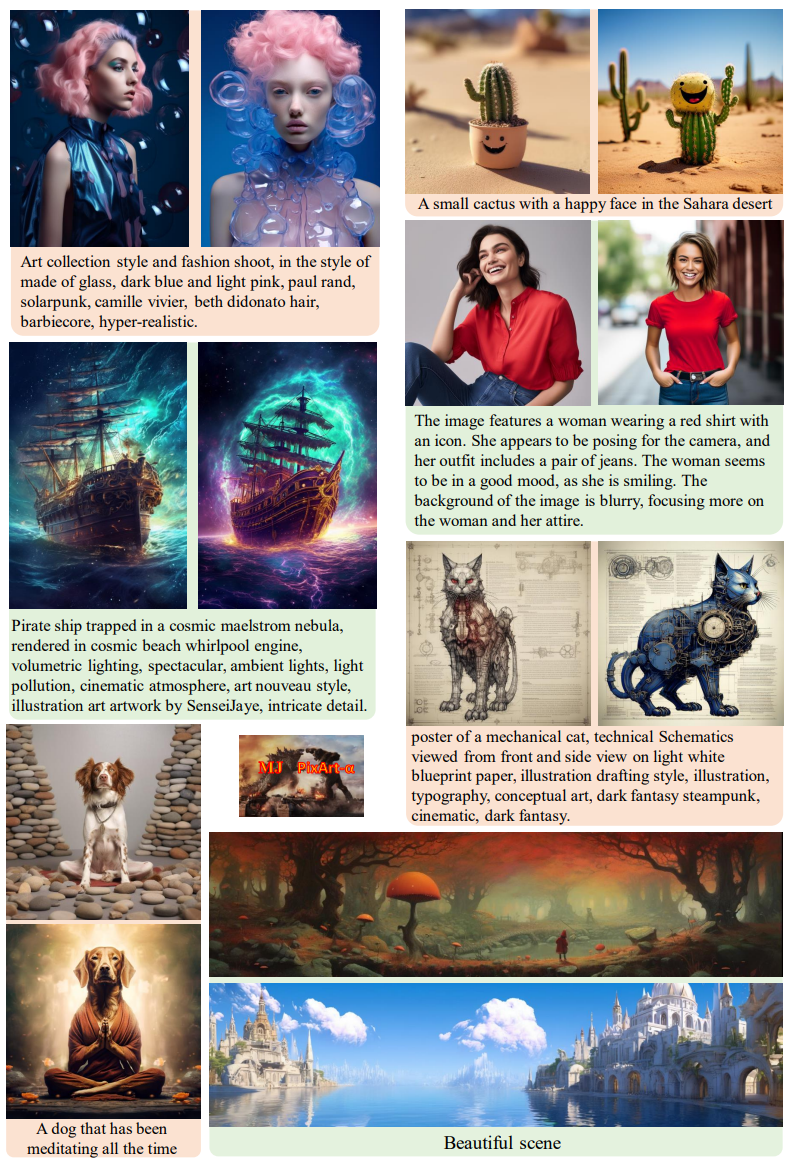 Art collection style and fashion shoot, in the style of
made of glass, dark blue and light pink, paul rand,
solarpunk, camille vivier, beth didonato hair,
barbiecore, hyper-realistic.
A small cactus with a happy face in the Sahara desert
The image features a woman wearing a red shirt with
an icon. She appears to be posing for the camera, and
her outfit includes a pair of jeans. The woman seems
to be in a good mood, as she is smiling. The
background of the image is blurry, focusing more on
the woman and her attire.
Pirate ship trapped in a cosmic maelstrom nebula,
rendered in cosmic beach whirlpool engine,
volumetric lighting, spectacular, ambient lights, light
pollution, cinematic atmosphere, art nouveau style,
illustration art artwork by SenseiJaye, intricate detail.
poster of a mechanical cat, technical Schematics
viewed from front and side view on light white
blueprint paper, illustration drafting style, illustration,
typography, conceptual art, dark fantasy steampunk,
cinematic, dark fantasy.
MJ PixArt-α
A dog that has been
meditating all the time
Beautiful scene